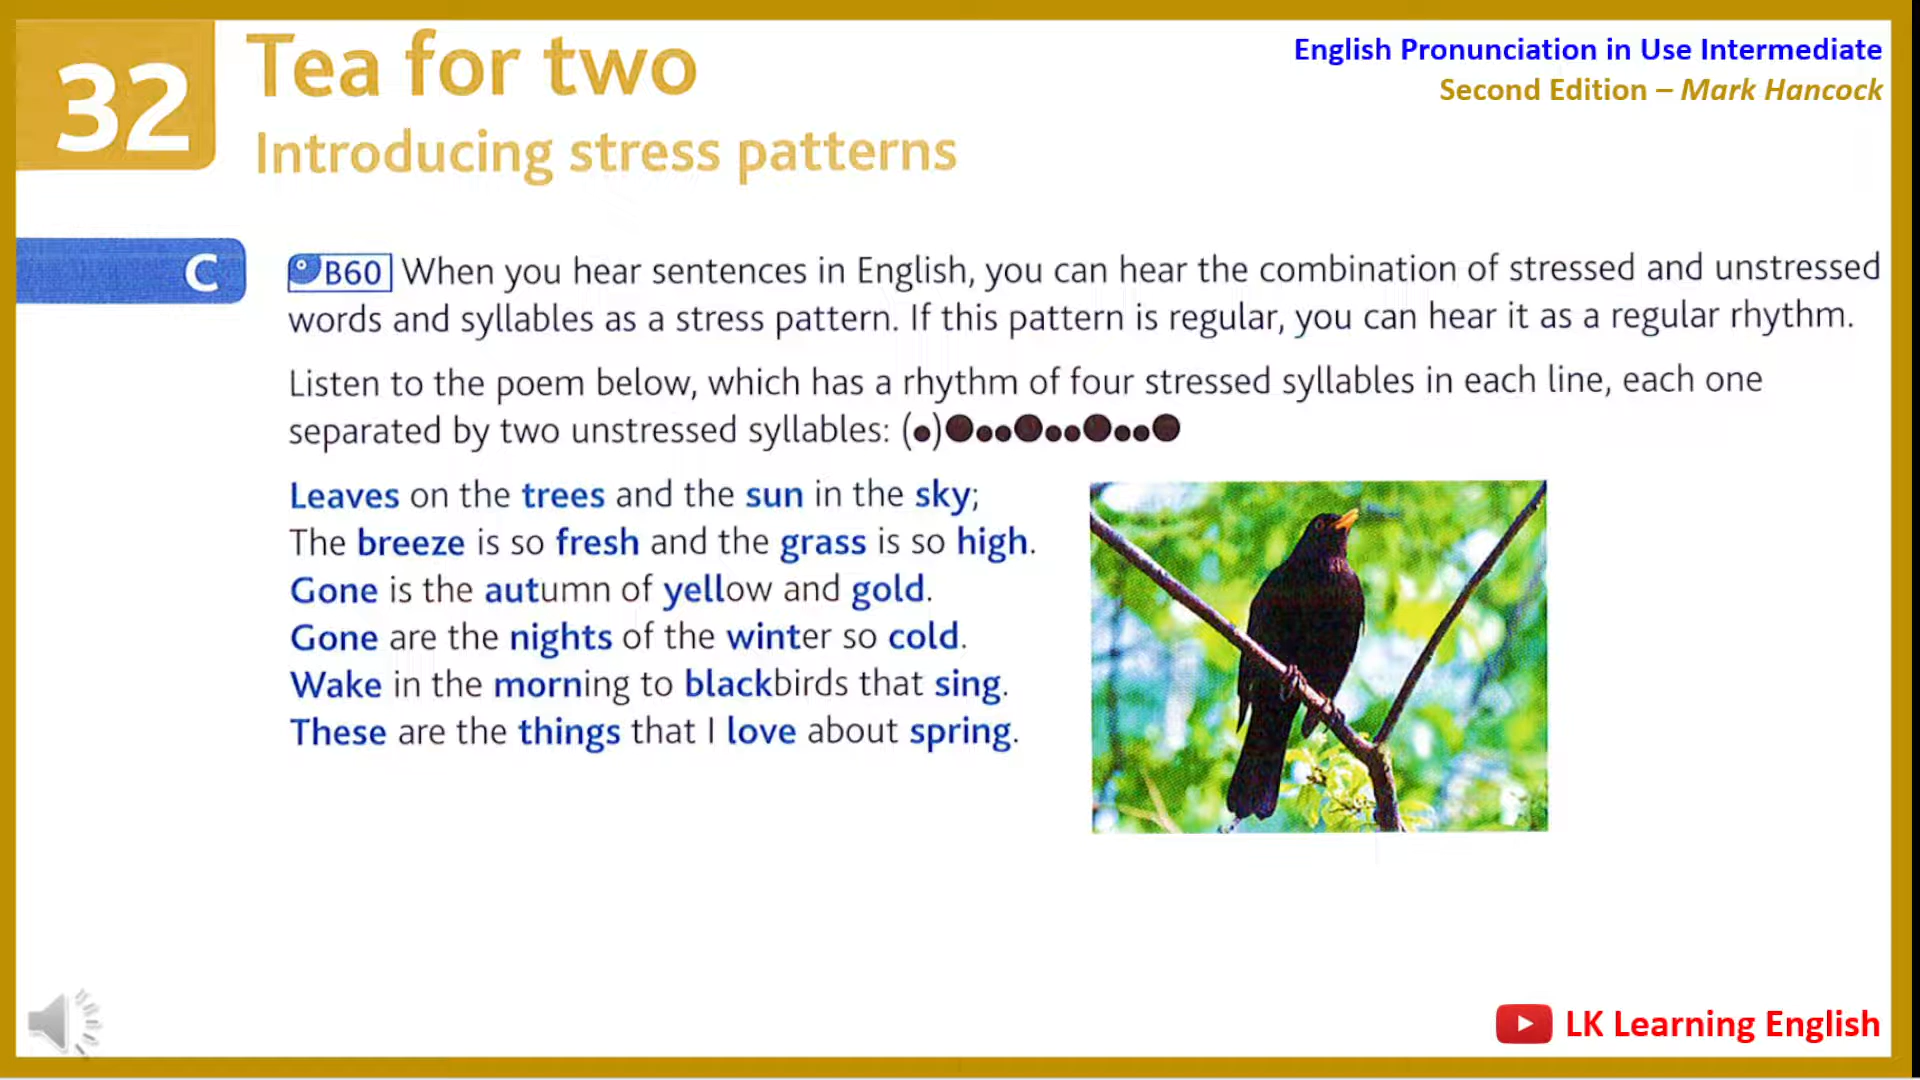 32
Tea for two
Introducing stress patterns
English Pronunciation in Use Intermediate
Second Edition – Mark Hancock
C
B60 When you hear sentences in English, you can hear the combination of stressed and unstressed
words and syllables as a stress pattern. If this pattern is regular, you can hear it as a regular rhythm.
Listen to the poem below, which has a rhythm of four stressed syllables in each line, each one
separated by two unstressed syllables: (•)●••●••●••●
Leaves on the trees and the sun in the sky;
The breeze is so fresh and the grass is so high.
Gone is the autumn of yellow and gold.
Gone are the nights of the winter so cold.
Wake in the morning to blackbirds that sing.
These are the things that I love about spring.
LK Learning English